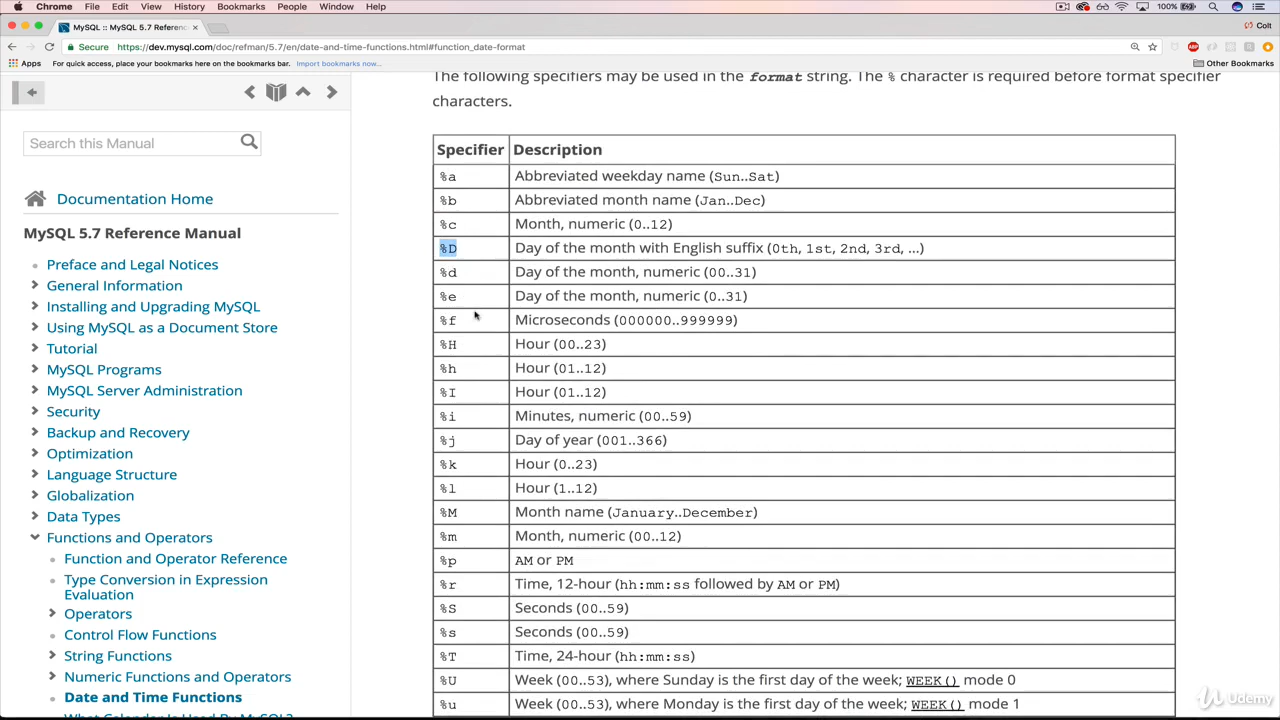 Chrome File Edit View History Bookmarks People Window Help 100%
MySQL :: MySQL 5.7 Referenc × Colt
Secure https://dev.mysql.com/doc/refman/5.7/en/date-and-time-functions.html#function_date-format
Apps For quick access, place your bookmarks here on the bookmarks bar. Import bookmarks now... Other Bookmarks
Search this Manual
Documentation Home
MySQL 5.7 Reference Manual
Preface and Legal Notices
General Information
Installing and Upgrading MySQL
Using MySQL as a Document Store
Tutorial
MySQL Programs
MySQL Server Administration
Security
Backup and Recovery
Optimization
Language Structure
Globalization
Data Types
Functions and Operators
Function and Operator Reference
Type Conversion in Expression
Evaluation
Operators
Control Flow Functions
String Functions
Numeric Functions and Operators
Date and Time Functions
What Calendar Is Used By MySQL?
The following specifiers may be used in the format string. The % character is required before format specifier
characters.
Specifier Description
%a Abbreviated weekday name (Sun..Sat)
%b Abbreviated month name (Jan..Dec)
%c Month, numeric (0..12)
%D Day of the month with English suffix (0th, 1st, 2nd, 3rd, …)
%d Day of the month, numeric (00..31)
%e Day of the month, numeric (0..31)
%f Microseconds (000000..999999)
%H Hour (00..23)
%h Hour (01..12)
%I Hour (01..12)
%i Minutes, numeric (00..59)
%j Day of year (001..366)
%k Hour (0..23)
%l Hour (1..12)
%M Month name (January..December)
%m Month, numeric (00..12)
%p AM or PM
%r Time, 12-hour (hh:mm:ss followed by AM or PM)
%S Seconds (00..59)
%s Seconds (00..59)
%T Time, 24-hour (hh:mm:ss)
%U Week (00..53), where Sunday is the first day of the week; WEEK() mode 0
%u Week (00..53), where Monday is the first day of the week; WEEK() mode 1
Udemy